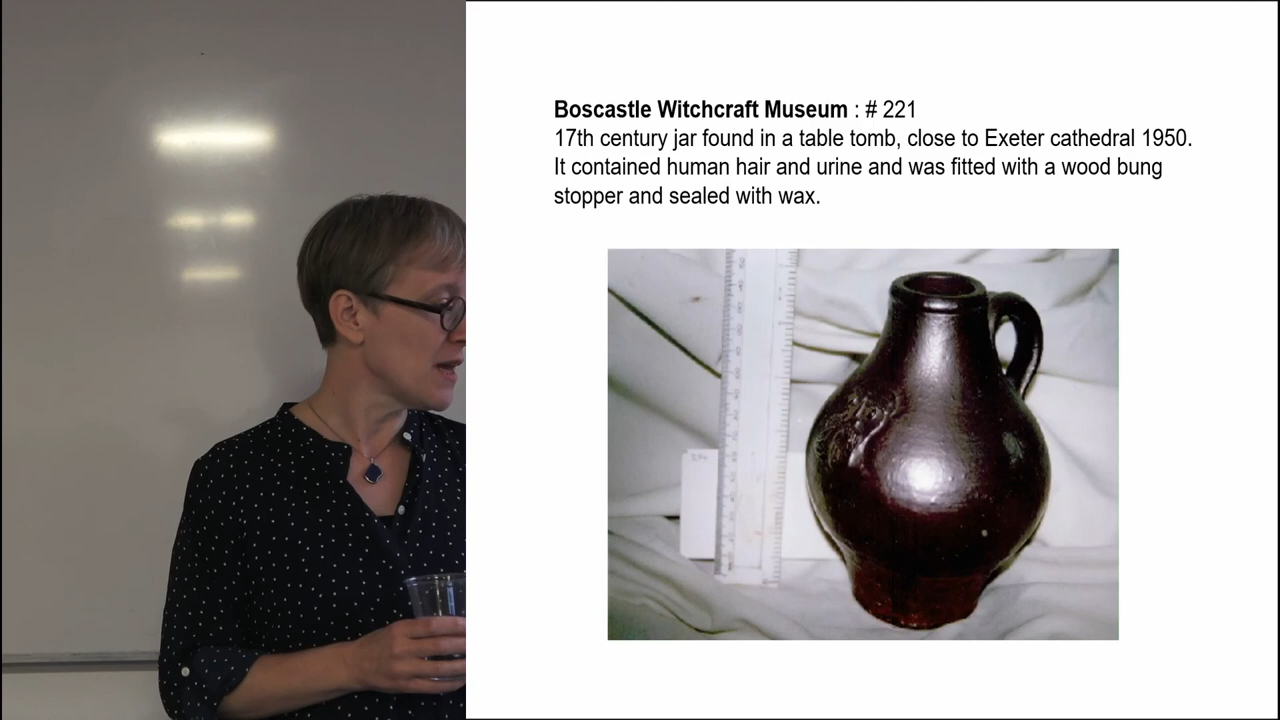 Boscastle Witchcraft Museum : # 221
17th century jar found in a table tomb, close to Exeter cathedral 1950.
It contained human hair and urine and was fitted with a wood bung
stopper and sealed with wax.